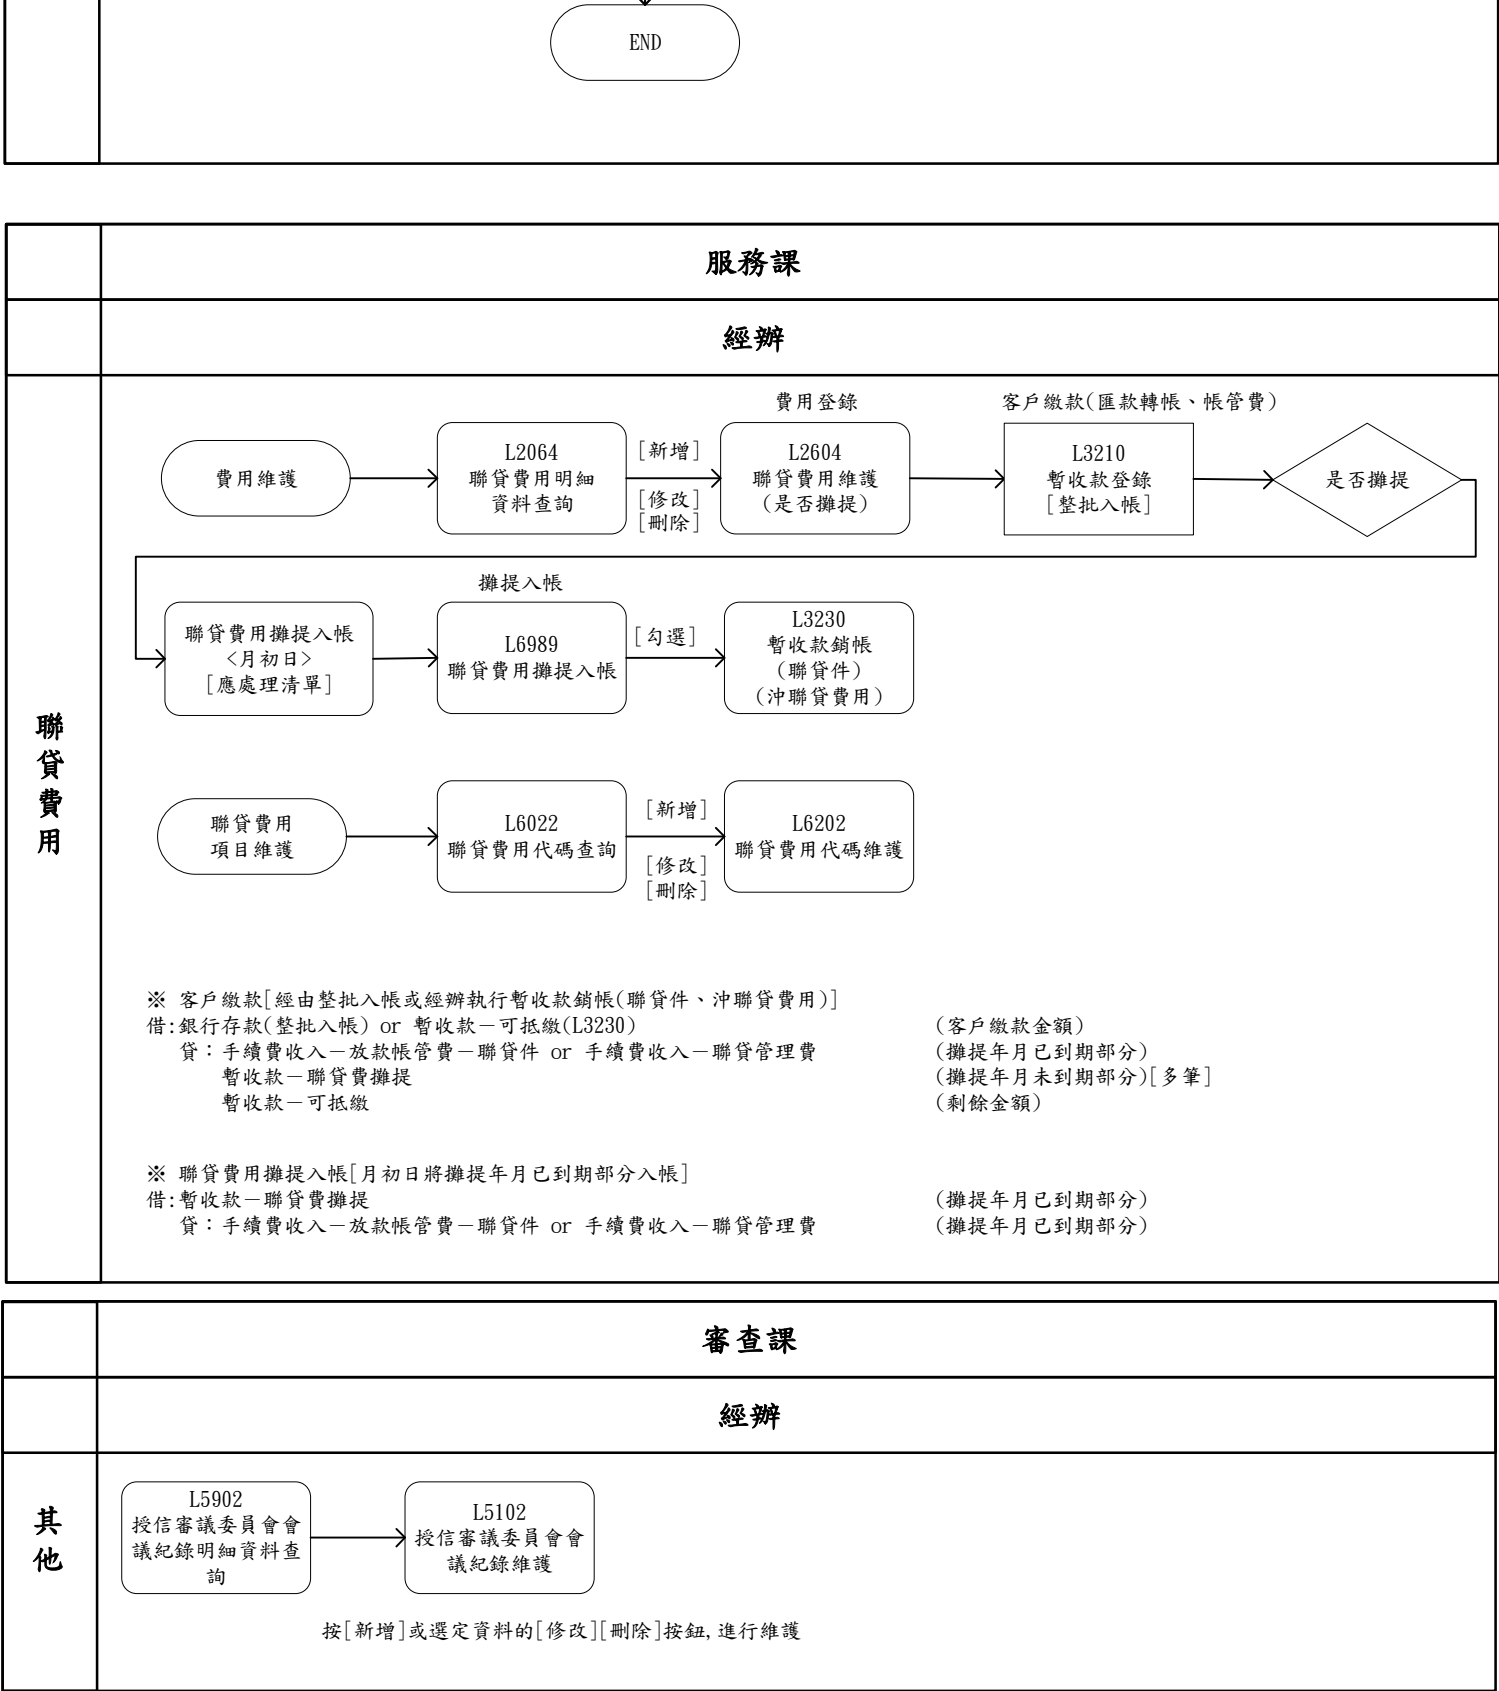 END
服務課
經辦
聯貸費用
費用登錄
客戶繳款(匯款轉帳、帳管費)
費用維護
L2064
聯貸費用明細
資料查詢
[新增]
[修改]
[刪除]
L2604
聯貸費用維護
(是否攤提)
L3210
暫收款登錄
[整批入帳]
是否攤提
攤提入帳
聯貸費用攤提入帳
<月初日>
[應處理清單]
L6989
聯貸費用攤提入帳
[勾選]
L3230
暫收款銷帳
(聯貸件)
(沖聯貸費用)
聯貸費用
項目維護
L6022
聯貸費用代碼查詢
[新增]
[修改]
[刪除]
L6202
聯貸費用代碼維護
※ 客戶繳款[經由整批入帳或經辦執行暫收款銷帳(聯貸件、沖聯貸費用)]
借:銀行存款(整批入帳) or 暫收款－可抵繳(L3230) (客戶繳款金額)
貸：手續費收入－放款帳管費－聯貸件 or 手續費收入－聯貸管理費 (攤提年月已到期部分)
暫收款－聯貸費攤提 (攤提年月未到期部分)[多筆]
暫收款－可抵繳 (剩餘金額)
※ 聯貸費用攤提入帳[月初日將攤提年月已到期部分入帳]
借:暫收款－聯貸費攤提 (攤提年月已到期部分)
貸：手續費收入－放款帳管費－聯貸件 or 手續費收入－聯貸管理費 (攤提年月已到期部分)
審查課
經辦
其他
L5902
授信審議委員會會
議紀錄明細資料查
詢
L5102
授信審議委員會會
議紀錄維護
按[新增]或選定資料的[修改][刪除]按鈕,進行維護